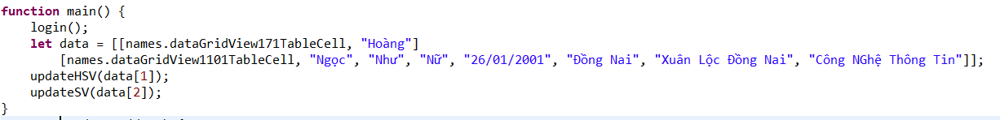 function main() {
    login();
    let data = [[names.dataGridView171TableCell, "Hoàng"]
        [names.dataGridView1101TableCell, "Ngọc", "Như", "Nữ", "26/01/2001", "Đồng Nai", "Xuân Lộc Đồng Nai", "Công NGhệ Thông Tin"]];
    updateHSV(data[1]);
    updateSV(data[2]);
}